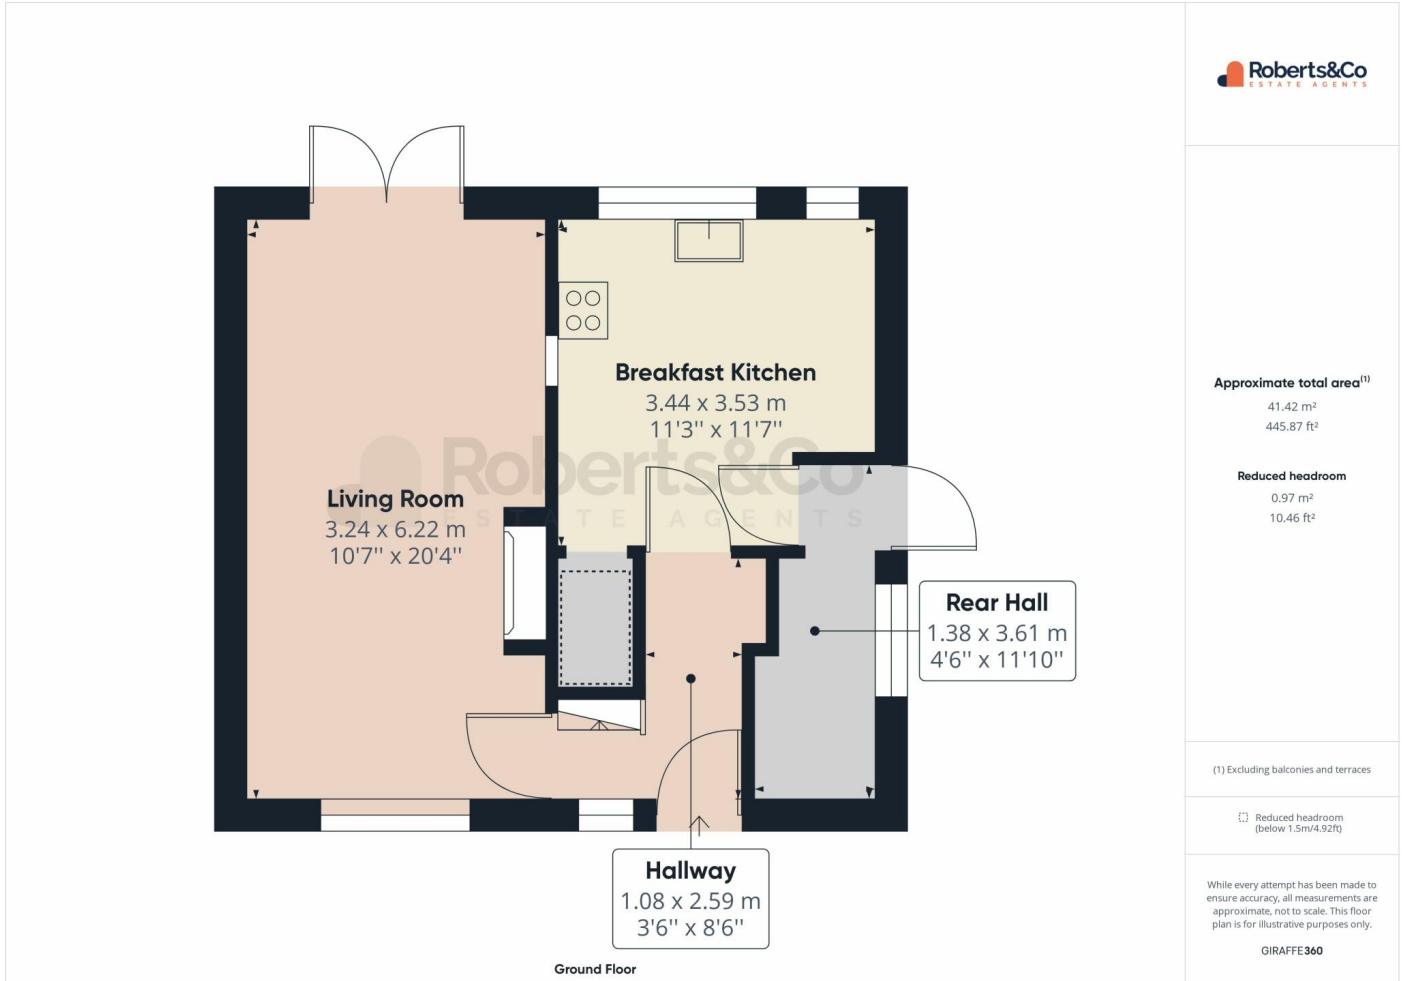 Roberts&Co
ESTATE AGENTS
Breakfast Kitchen
3.44 x 3.53 m
11'3'' x 11'7''
Roberts&Co
ESTATE AGENTS
Living Room
3.24 x 6.22 m
10'7'' x 20'4''
Rear Hall
1.38 x 3.61 m
4'6'' x 11'10''
Hallway
1.08 x 2.59 m
3'6'' x 8'6''
Ground Floor
Approximate total area(1)
41.42 m²
445.87 ft²
Reduced headroom
0.97 m²
10.46 ft²
(1) Excluding balconies and terraces
Reduced headroom
(below 1.5m/4.92ft)
While every attempt has been made to
ensure accuracy, all measurements are
approximate, not to scale. This floor
plan is for illustrative purposes only.
GIRAFFE360